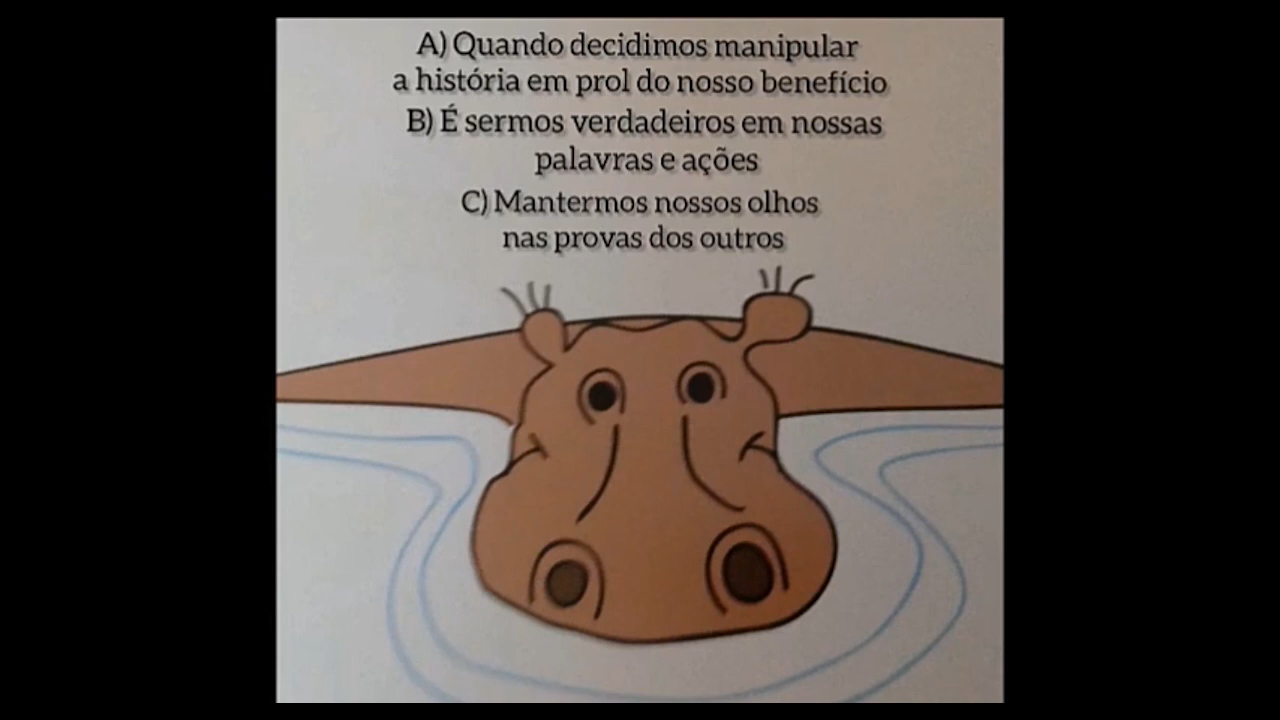 A) Quando decidimos manipular
a história em prol do nosso benefício
B) É sermos verdadeiros em nossas
palavras e ações
C) Mantermos nossos olhos
nas provas dos outros